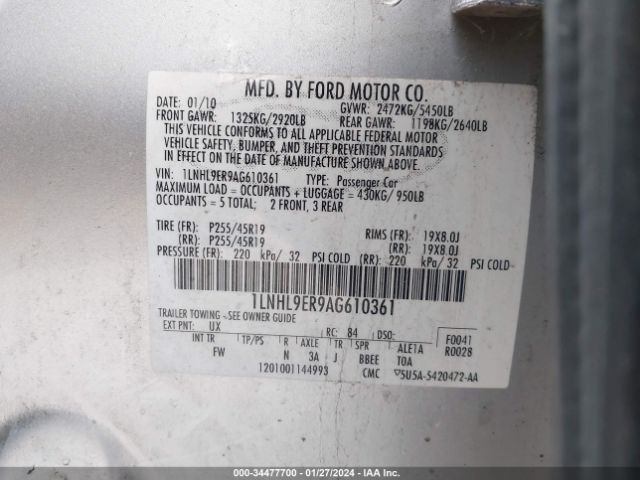 MFD. BY FORD MOTOR CO.
DATE: 01/10 GVWR: 2472KG/5450LB
FRONT GAWR: 1325KG/2920LB REAR GAWR: 1198KG/2640LB
THIS VEHICLE CONFORMS TO ALL APPLICABLE FEDERAL MOTOR
VEHICLE SAFETY, BUMPER, AND THEFT PREVENTION STANDARDS
IN EFFECT ON THE DATE OF MANUFACTURE SHOWN ABOVE.
VIN: 1LNHL9ER9AG610361 TYPE: Passenger Car
MAXIMUM LOAD = OCCUPANTS + LUGGAGE = 430KG/ 950LB
OCCUPANTS = 5 TOTAL; 2 FRONT, 3 REAR
TIRE (FR): P255/45R19 RIMS (FR): 19X8.0J
(RR): P255/45R19 (RR): 19X8.0J
PRESSURE (FR): 220 kPa/ 32 PSI COLD (RR): 220 kPa/ 32 PSI COLD
1LNHL9ER9AG610361
TRAILER TOWING-- SEE OWNER GUIDE
EXT PNT: UX RC: 84 DSO: F0041
INT TR TP/PS R AXLE TR SPR ALE1A R0028
FW N 3A J BBEE T0A
1201001144993 CMC ▽5U5A-5420472-AA
000-34477700 - 01/27/2024 - IAA Inc.